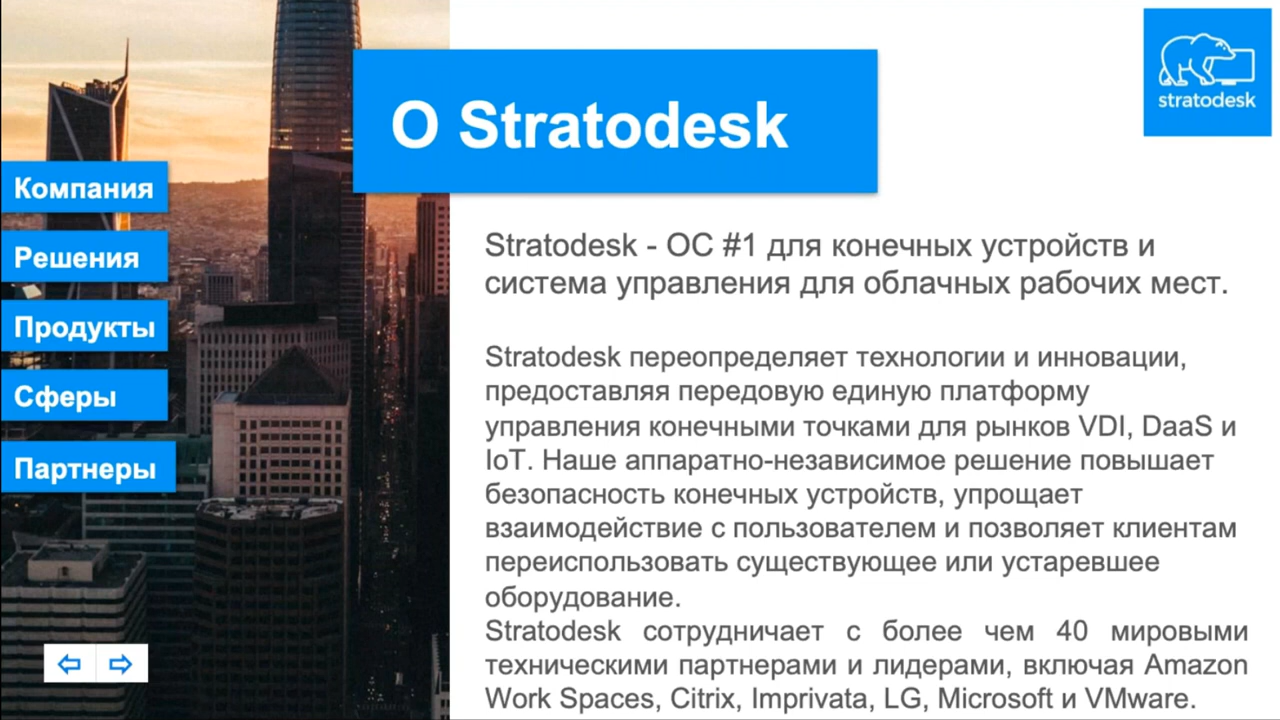 О Stratodesk
stratodesk
Компания
Решения
Продукты
Сферы
Партнеры
Stratodesk - ОС #1 для конечных устройств и
система управления для облачных рабочих мест.
Stratodesk переопределяет технологии и инновации,
предоставляя передовую единую платформу
управления конечными точками для рынков VDI, DaaS и
IoT. Наше аппаратно-независимое решение повышает
безопасность конечных устройств, упрощает
взаимодействие с пользователем и позволяет клиентам
переиспользовать существующее или устаревшее
оборудование.
Stratodesk сотрудничает с более чем 40 мировыми
техническими партнерами и лидерами, включая Amazon
Work Spaces, Citrix, Imprivata, LG, Microsoft и VMware.